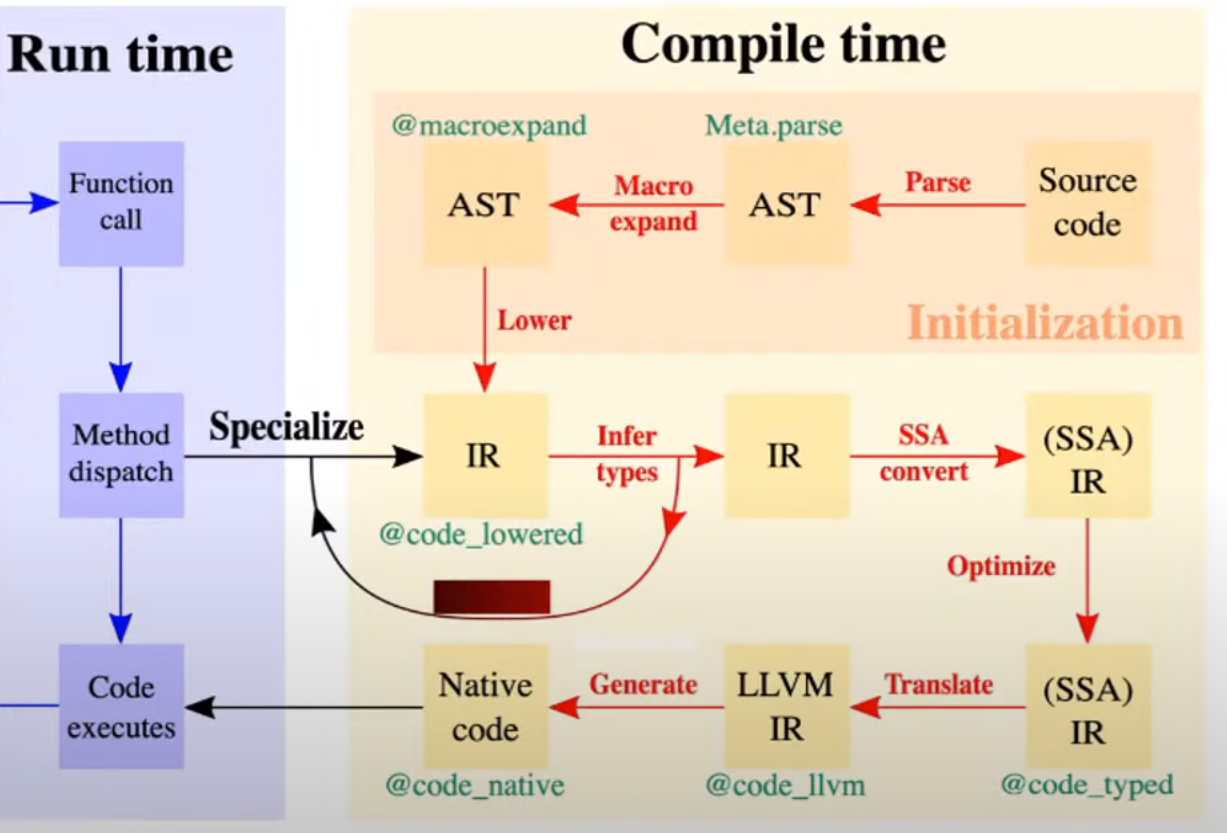 Run time
Compile time
@macroexpand
Meta.parse
Function
call
AST
Macro
expand
AST
Parse
Source
code
Lower
Initialization
Method
dispatch
Specialize
IR
Infer
types
IR
SSA
convert
(SSA)
IR
@code_lowered
Optimize
Code
executes
Native
code
Generate
LLVM
IR
Translate
(SSA)
IR
@code_native
@code_llvm
@code_typed